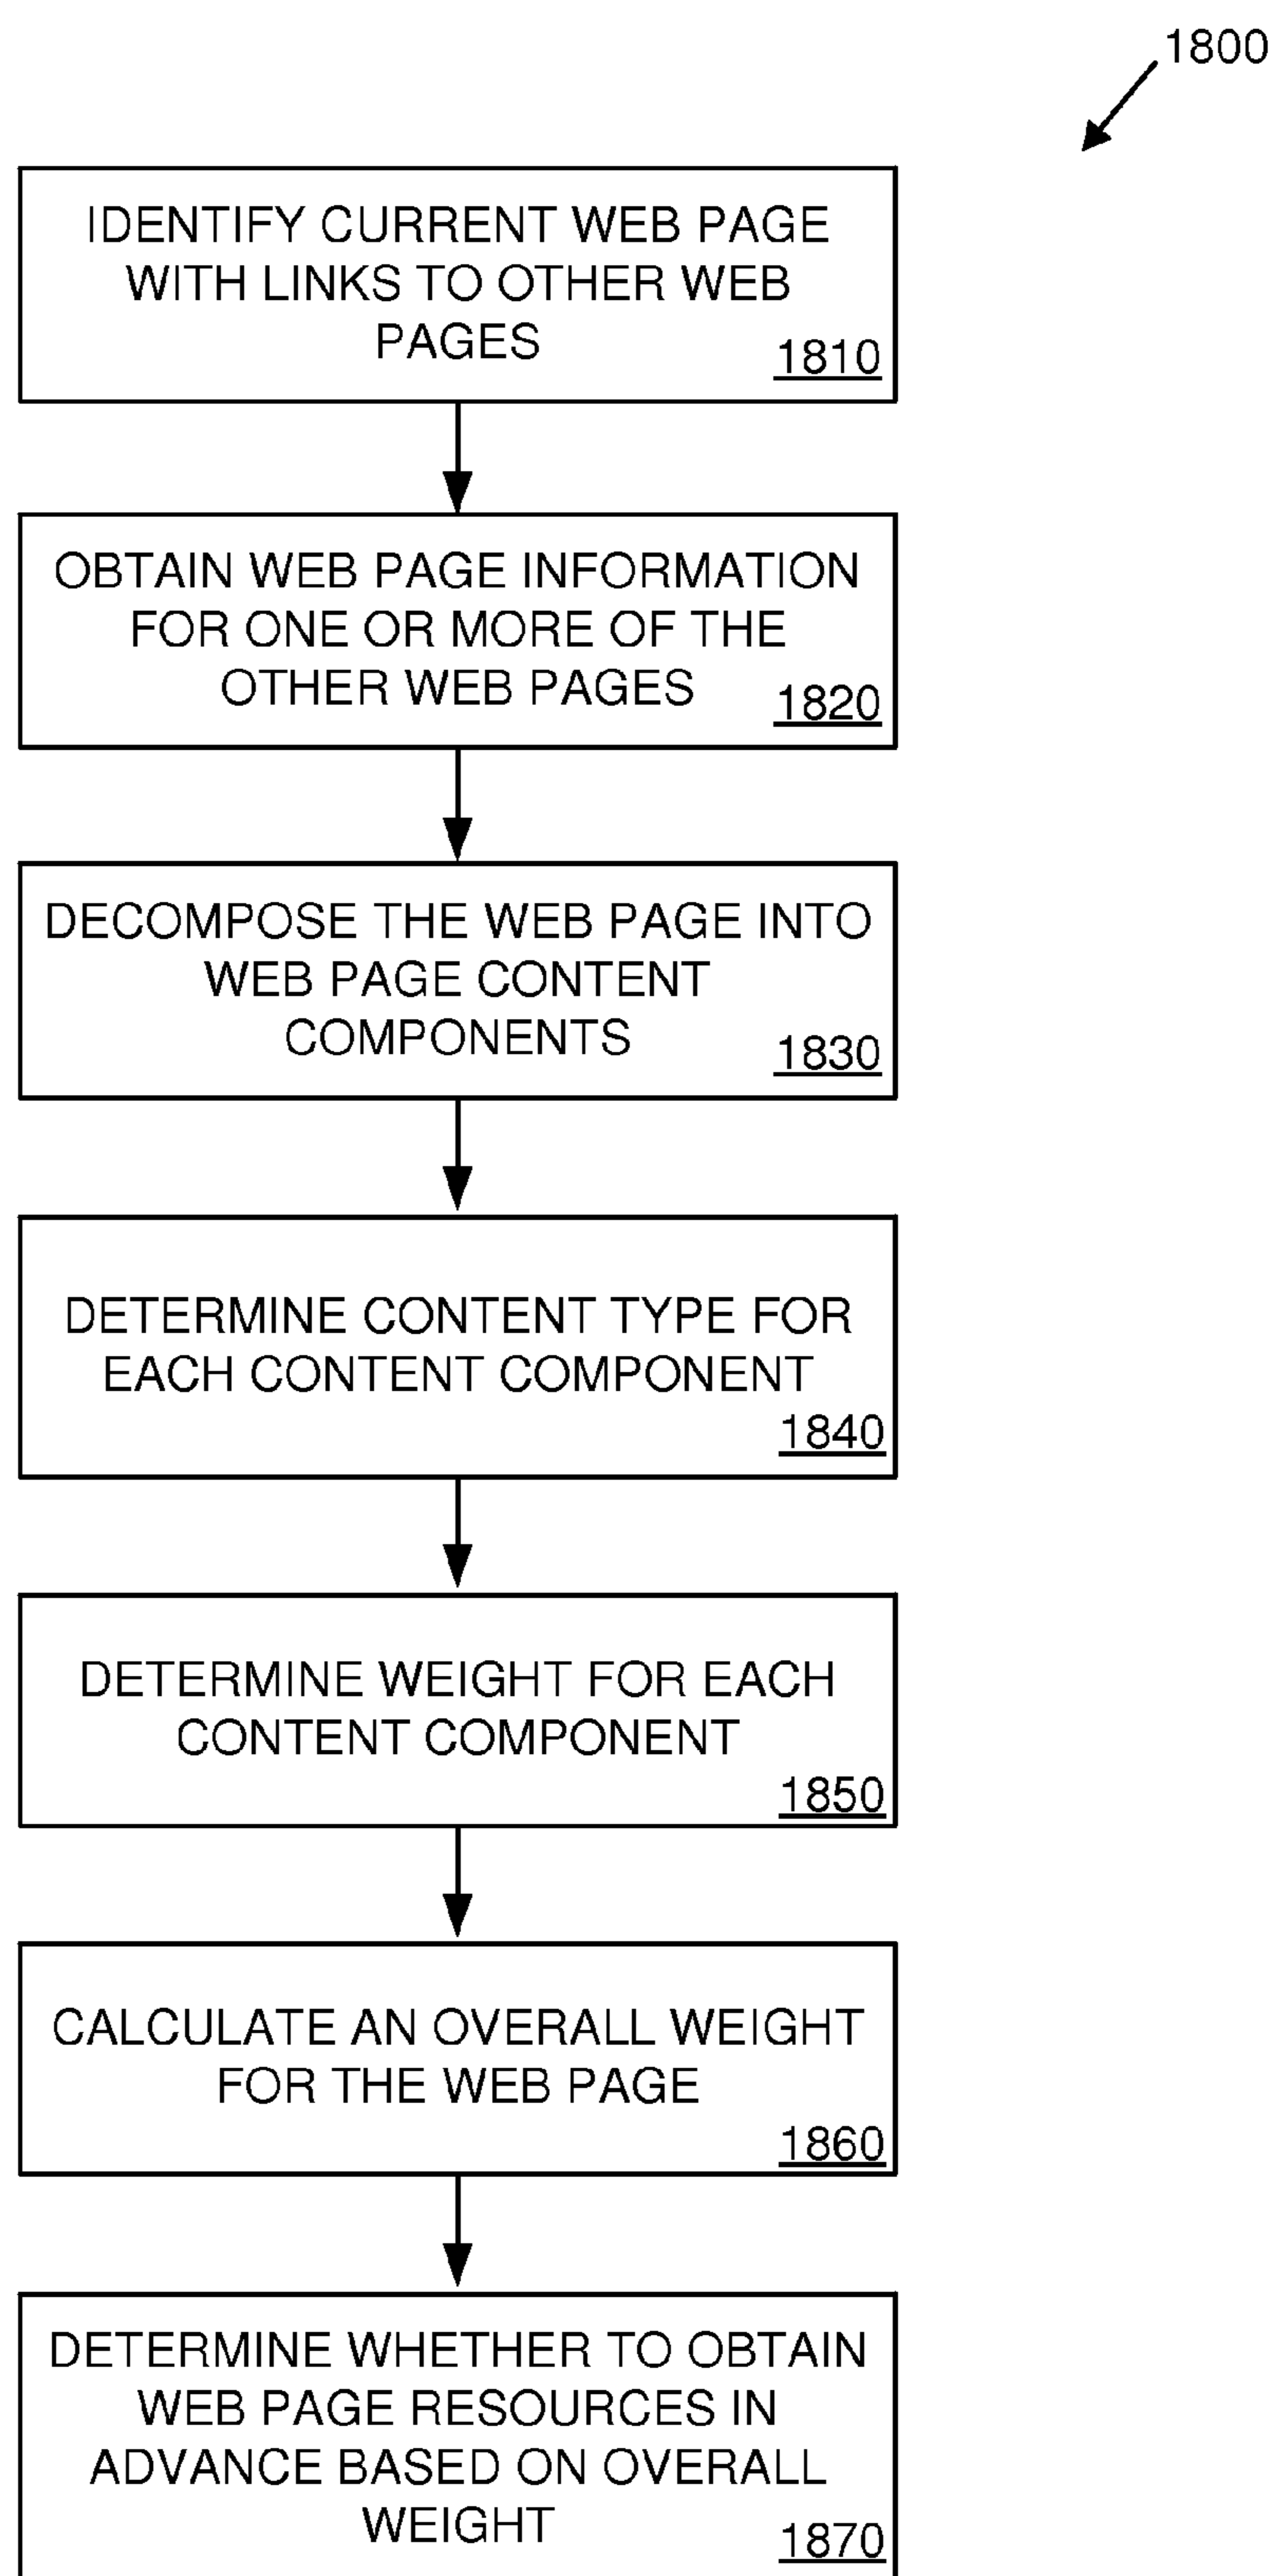 1800
IDENTIFY CURRENT WEB PAGE
WITH LINKS TO OTHER WEB
PAGES
1810
OBTAIN WEB PAGE INFORMATION
FOR ONE OR MORE OF THE
OTHER WEB PAGES
1820
DECOMPOSE THE WEB PAGE INTO
WEB PAGE CONTENT
COMPONENTS
1830
DETERMINE CONTENT TYPE FOR
EACH CONTENT COMPONENT
1840
DETERMINE WEIGHT FOR EACH
CONTENT COMPONENT
1850
CALCULATE AN OVERALL WEIGHT
FOR THE WEB PAGE
1860
DETERMINE WHETHER TO OBTAIN
WEB PAGE RESOURCES IN
ADVANCE BASED ON OVERALL
WEIGHT
1870